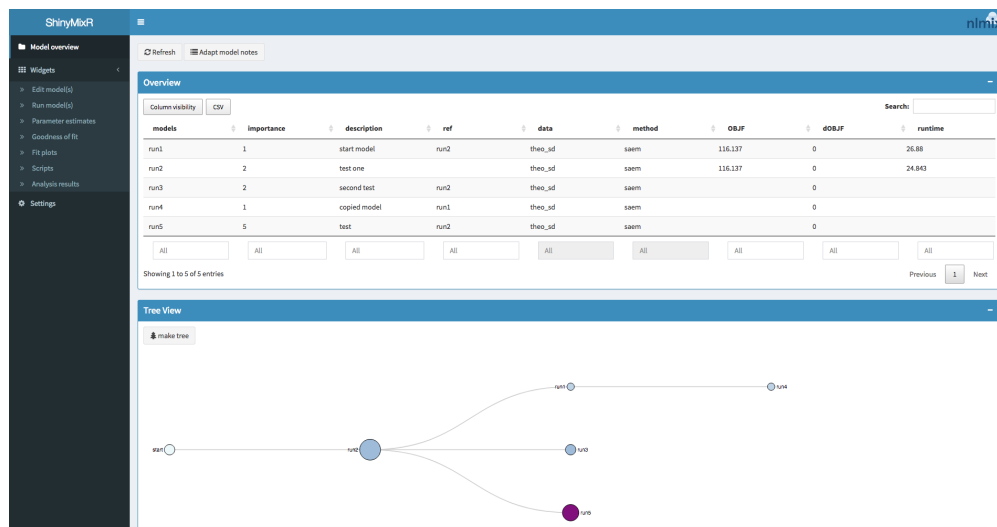 ShinyMixR
nlmix
Model overview
Widgets
Edit model(s)
Run model(s)
Parameter estimates
Goodness of fit
Fit plots
Scripts
Analysis results
Settings
Refresh Adapt model notes
Overview
Column visibility CSV Search:
models importance description ref data method OBJF dOBJF runtime
run1 1 start model run2 theo_sd saem 116.137 0 26.88
run2 2 test one theo_sd saem 116.137 0 24.843
run3 2 second test run2 theo_sd saem 0
run4 1 copied model run1 theo_sd saem 0
run5 5 test run2 theo_sd saem 0
All All All All All All All All All
Showing 1 to 5 of 5 entries Previous 1 Next
Tree View
make tree
run1 run4
start run2 run3
run5